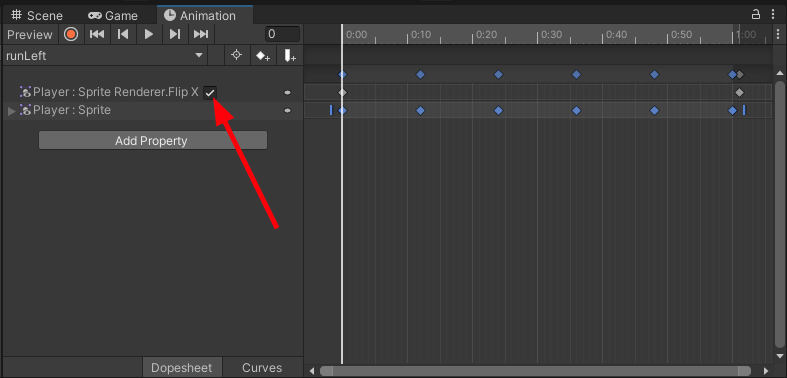 Scene Game Animation
Preview 0 0:00 0:10 0:20 0:30 0:40 0:50 1:00
runLeft
Player : Sprite Renderer.Flip X
Player : Sprite
Add Property
Dopesheet Curves